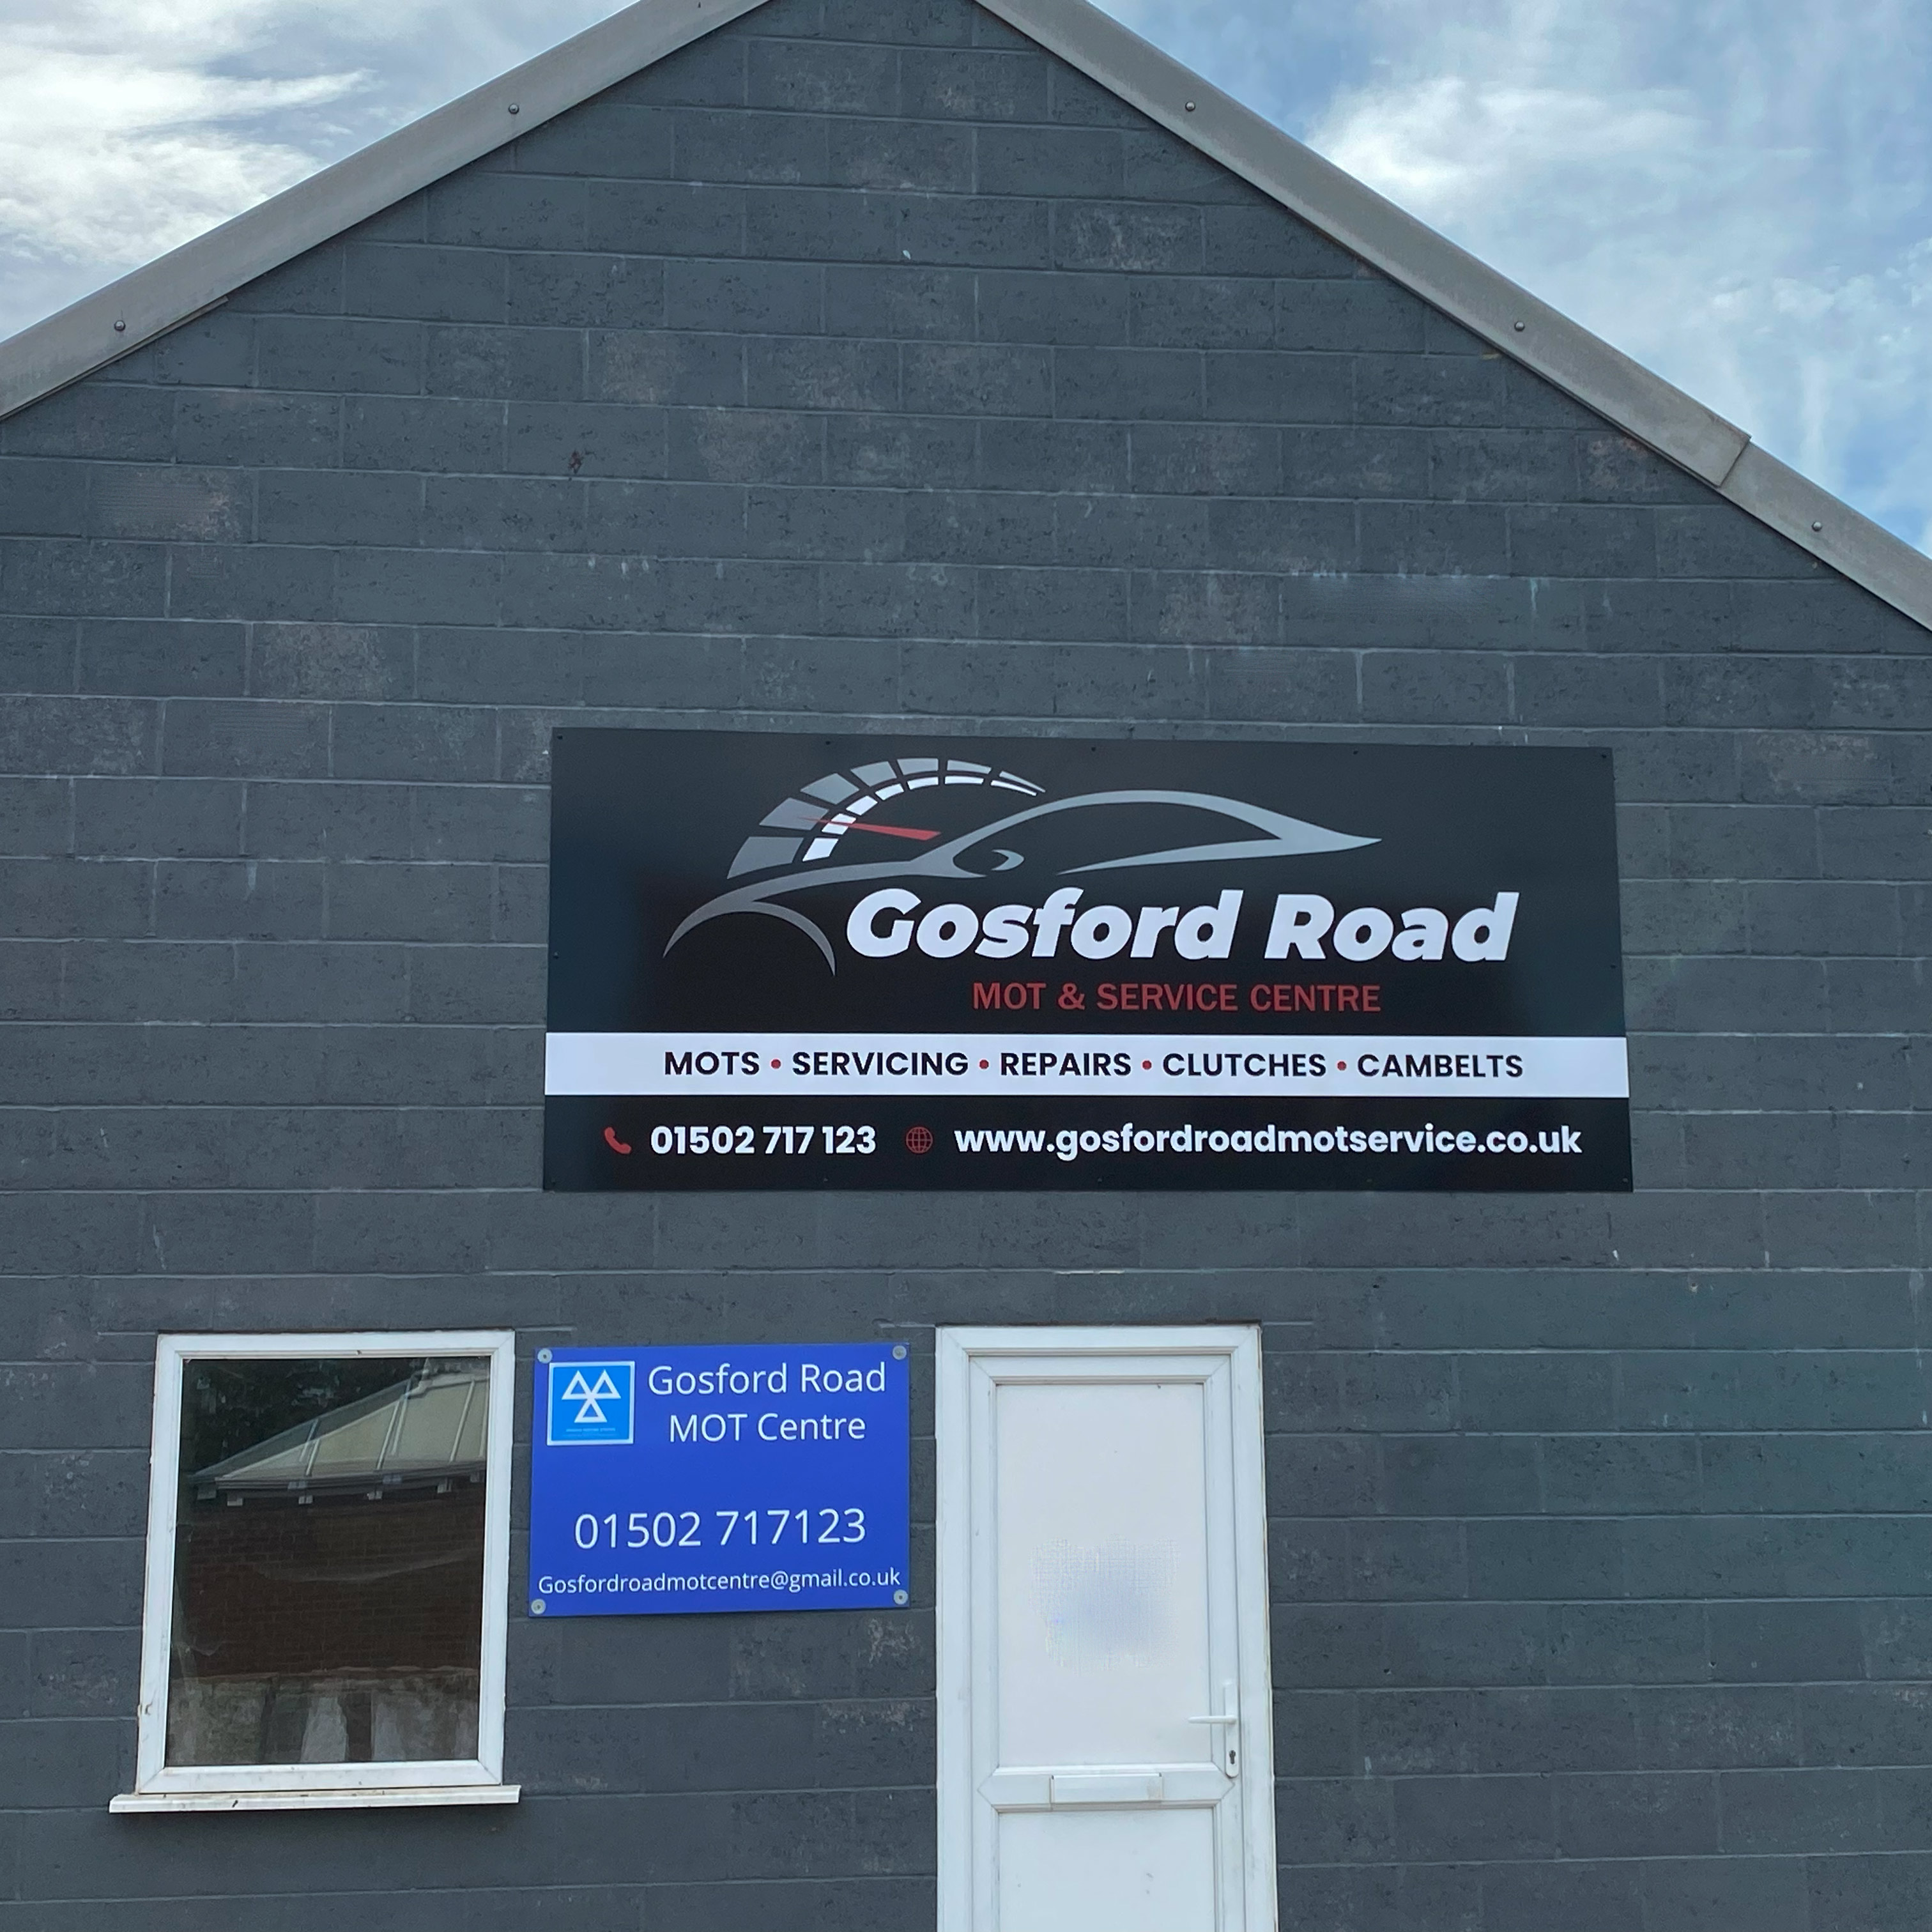 Gosford Road
MOT & SERVICE CENTRE
MOTS • SERVICING • REPAIRS • CLUTCHES • CAMBELTS
01502 717 123 www.gosfordroadmotservice.co.uk
Gosford Road
MOT Centre
01502 717123
Gosfordroadmotcentre@gmail.co.uk